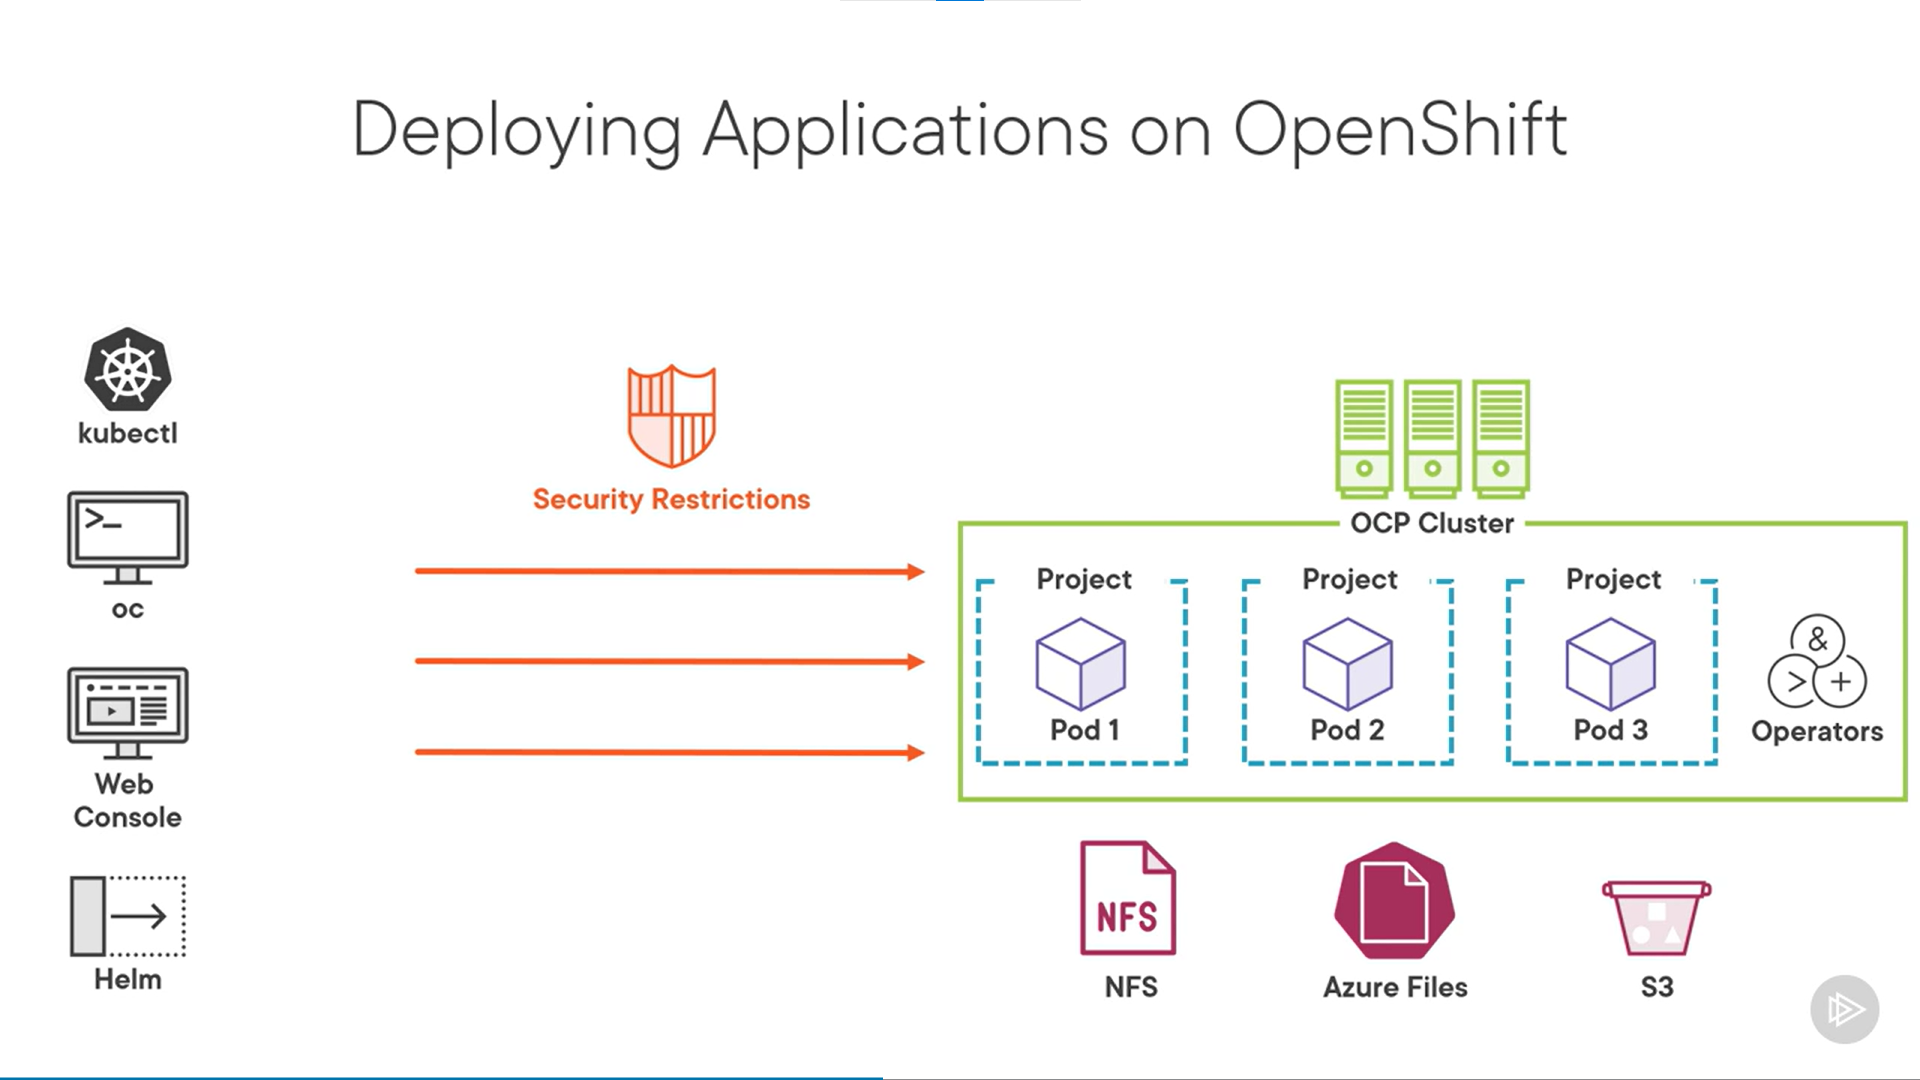 Deploying Applications on OpenShift
kubectl
>_
oc
Web
Console
Helm
Security Restrictions
OCP Cluster
Project
Pod 1
Project
Pod 2
Project
Pod 3
&
> +
Operators
NFS
NFS
Azure Files
S3